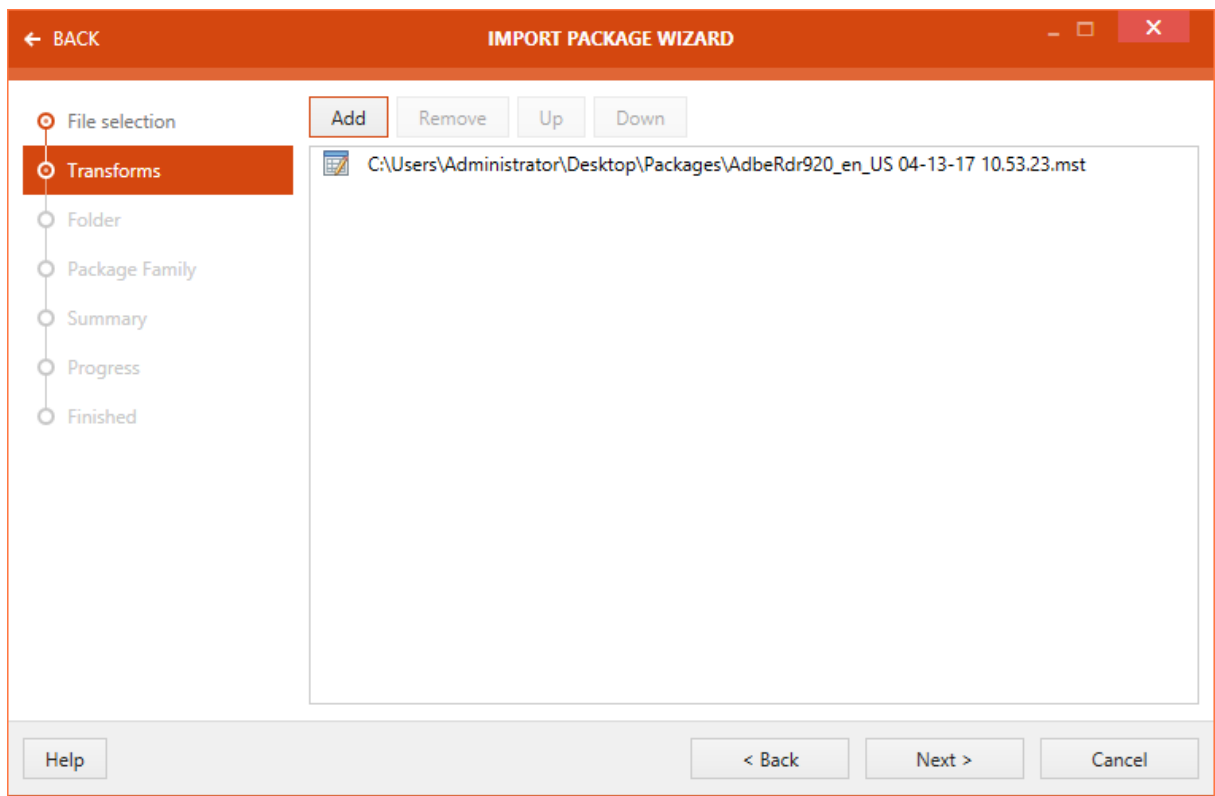 BACK
IMPORT PACKAGE WIZARD
File selection
Transforms
Folder
Package Family
Summary
Progress
Finished
Add Remove Up Down
C:\Users\Administrator\Desktop\Packages\AdbeRdr920_en_US 04-13-17 10.53.23.mst
Help < Back Next > Cancel